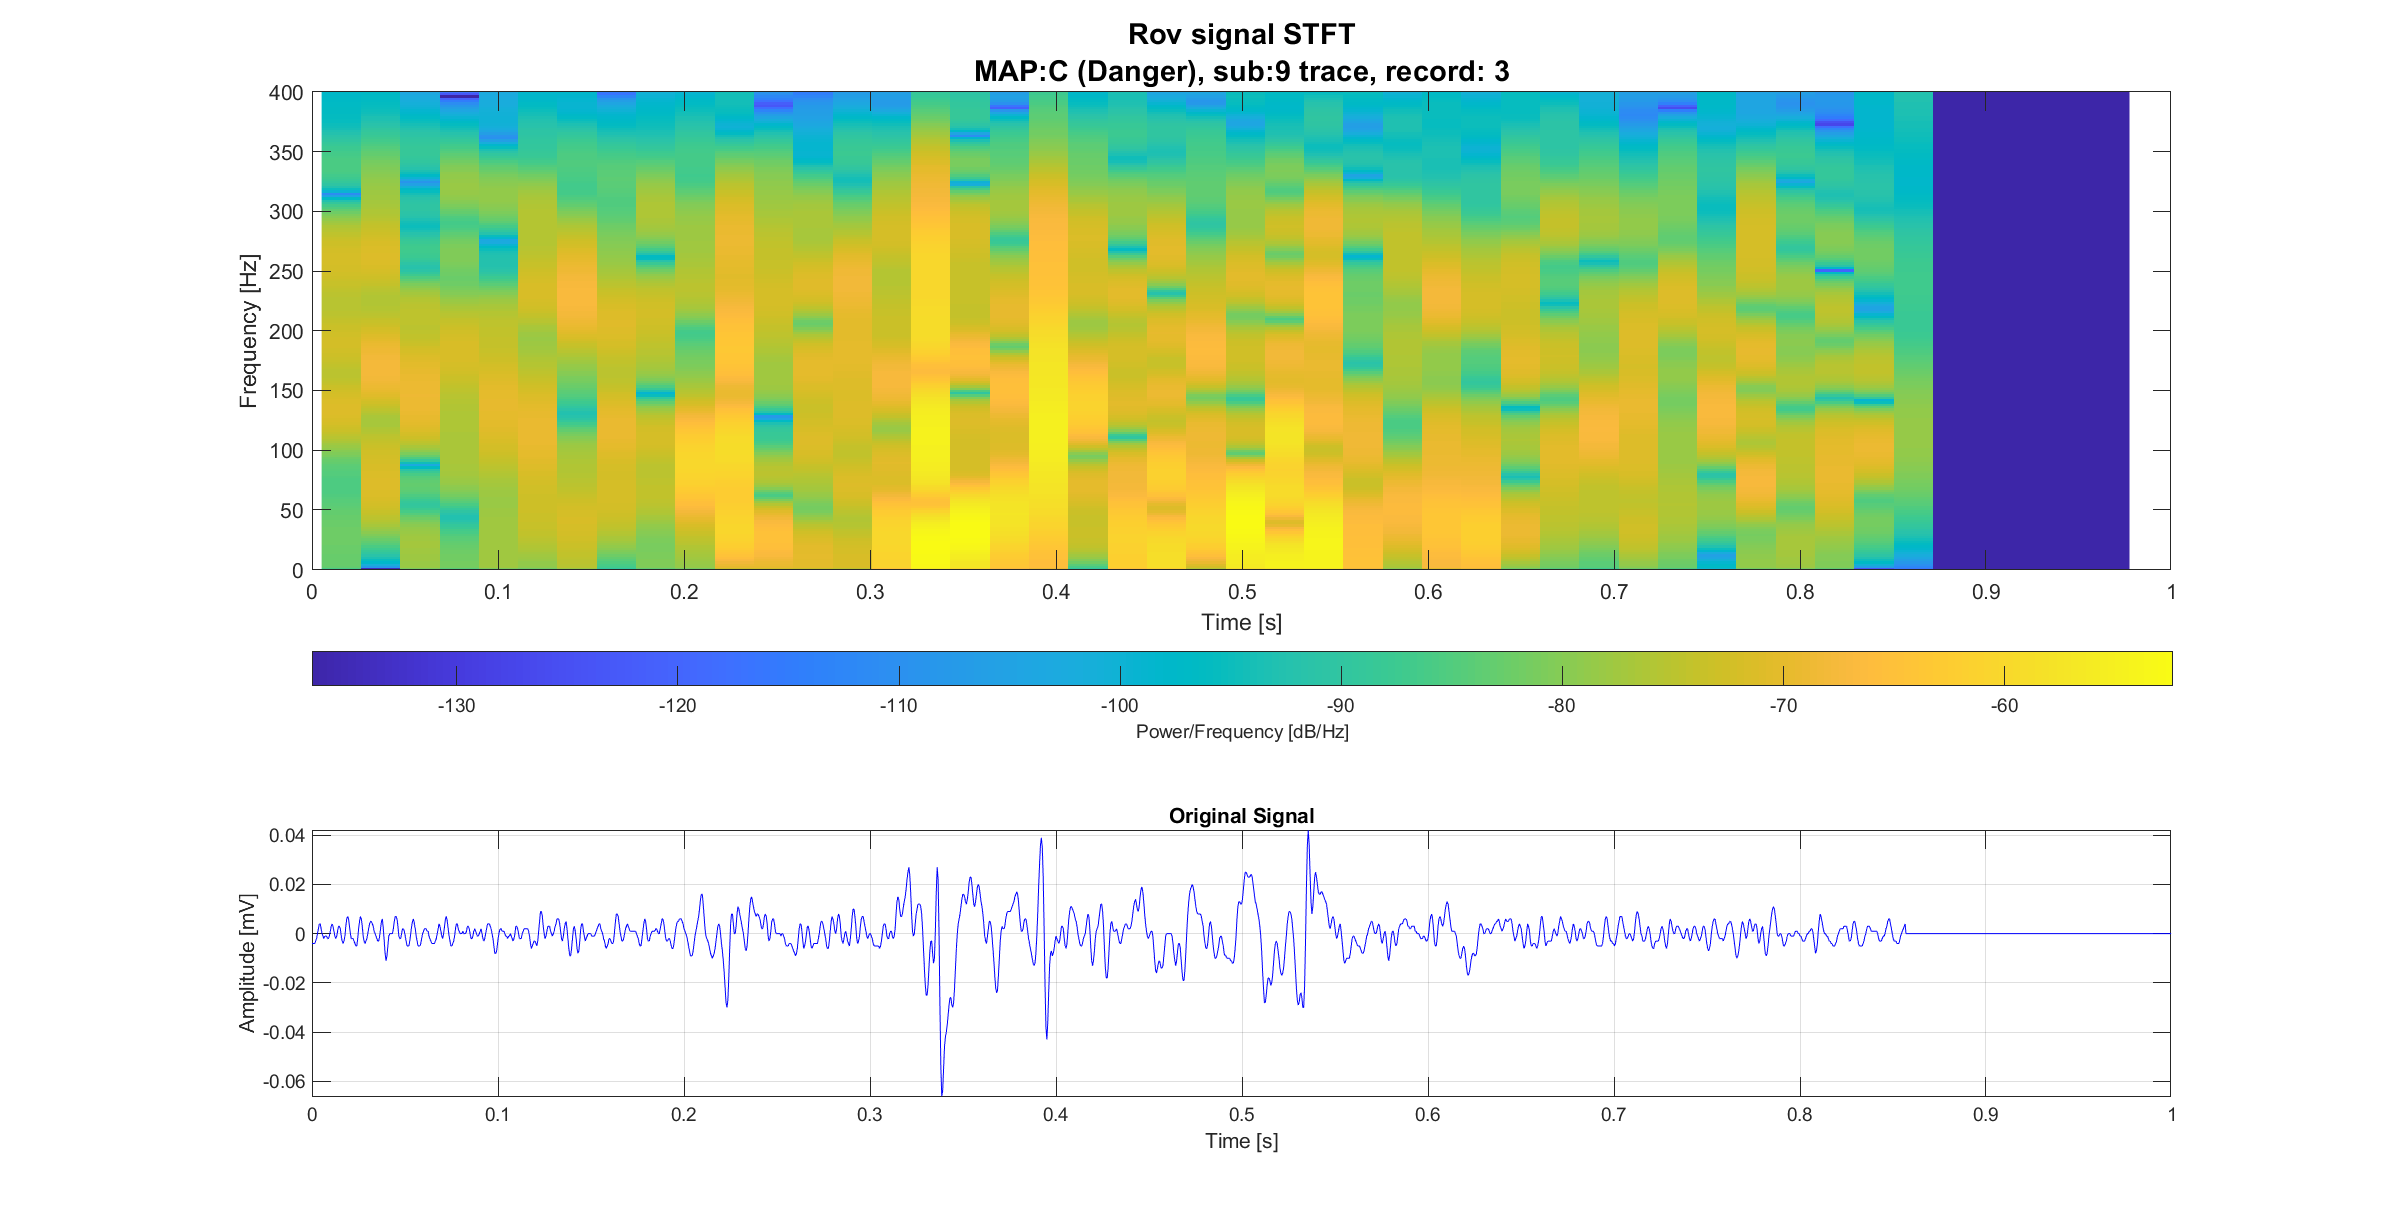 Rov signal STFT
MAP:C (Danger), sub:9 trace, record: 3
400
350
300
250
200
150
100
50
0
Frequency [Hz]
0 0.1 0.2 0.3 0.4 0.5 0.6 0.7 0.8 0.9 1
Time [s]
-130 -120 -110 -100 -90 -80 -70 -60
Power/Frequency [dB/Hz]
Original Signal
0.04
0.02
0
-0.02
-0.04
-0.06
Amplitude [mV]
0 0.1 0.2 0.3 0.4 0.5 0.6 0.7 0.8 0.9 1
Time [s]